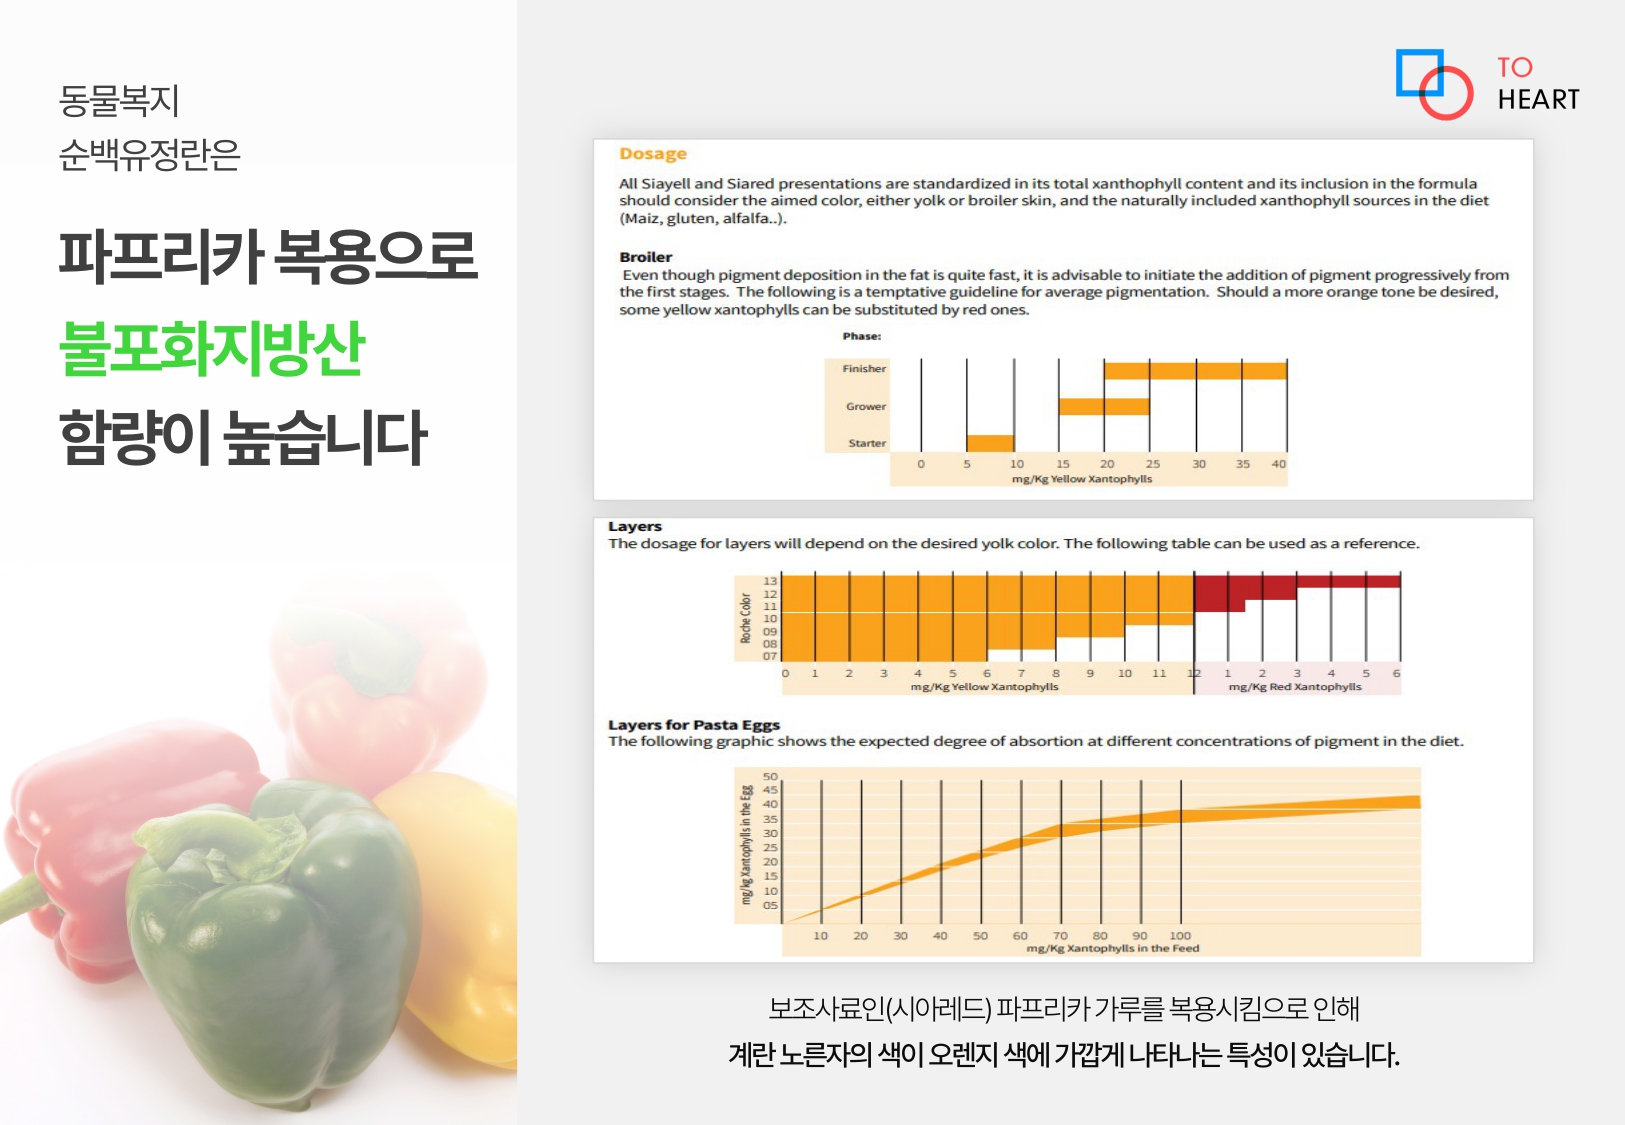 동물복지
순백유정란은
파프리카 복용으로
불포화지방산
함량이 높습니다
TO
HEART
Dosage
All Siayell and Siared presentations are standardized in its total xanthophyll content and its inclusion in the formula
should consider the aimed color, either yolk or broiler skin, and the naturally included xanthophyll sources in the diet
(Maiz, gluten, alfalfa..).
Broiler
Even though pigment deposition in the fat is quite fast, it is advisable to initiate the addition of pigment progressively from
the first stages. The following is a temptative guideline for average pigmentation. Should a more orange tone be desired,
some yellow xantophylls can be substituted by red ones.
Phase:
Finisher
Grower
Starter
0 5 10 15 20 25 30 35 40
mg/Kg Yellow Xantophylls
Layers
The dosage for layers will depend on the desired yolk color. The following table can be used as a reference.
Roche Color
13
12
11
10
09
08
07
0 1 2 3 4 5 6 7 8 9 10 11 12 1 2 3 4 5 6
mg/Kg Yellow Xantophylls mg/Kg Red Xantophylls
Layers for Pasta Eggs
The following graphic shows the expected degree of absortion at different concentrations of pigment in the diet.
mg/kg Xantophylls in the Egg
50
45
40
35
30
25
20
15
10
05
10 20 30 40 50 60 70 80 90 100
mg/Kg Xantophylls in the Feed
보조사료인(시아레드) 파프리카 가루를 복용시킴으로 인해
계란 노른자의 색이 오렌지 색에 가깝게 나타나는 특성이 있습니다.